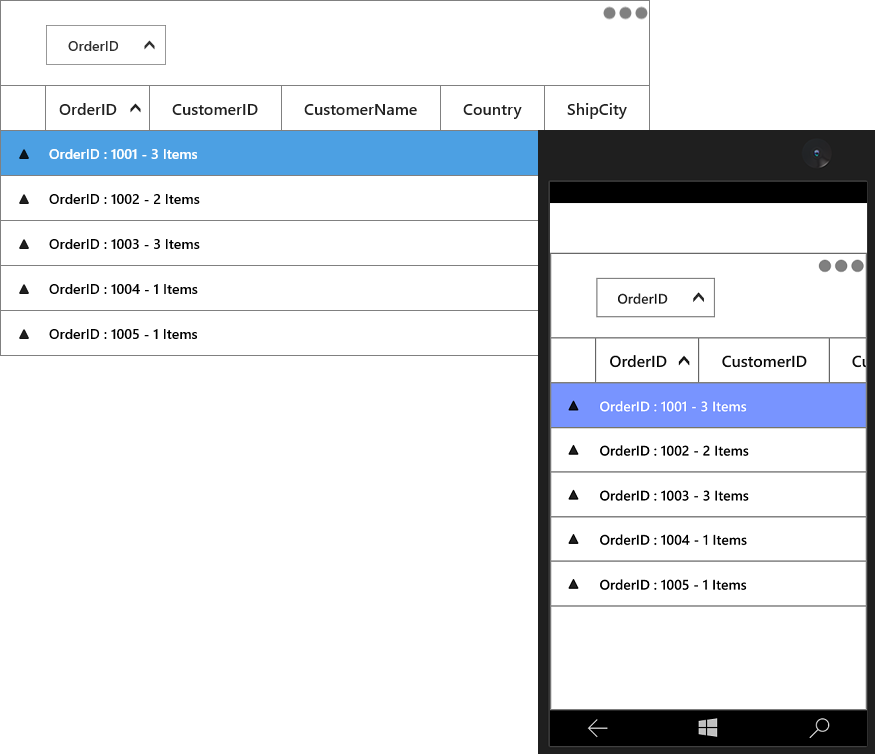 OrderID
OrderID CustomerID CustomerName Country ShipCity
OrderID : 1001 - 3 Items
OrderID : 1002 - 2 Items
OrderID : 1003 - 3 Items
OrderID : 1004 - 1 Items
OrderID : 1005 - 1 Items
OrderID
OrderID CustomerID Cu
OrderID : 1001 - 3 Items
OrderID : 1002 - 2 Items
OrderID : 1003 - 3 Items
OrderID : 1004 - 1 Items
OrderID : 1005 - 1 Items